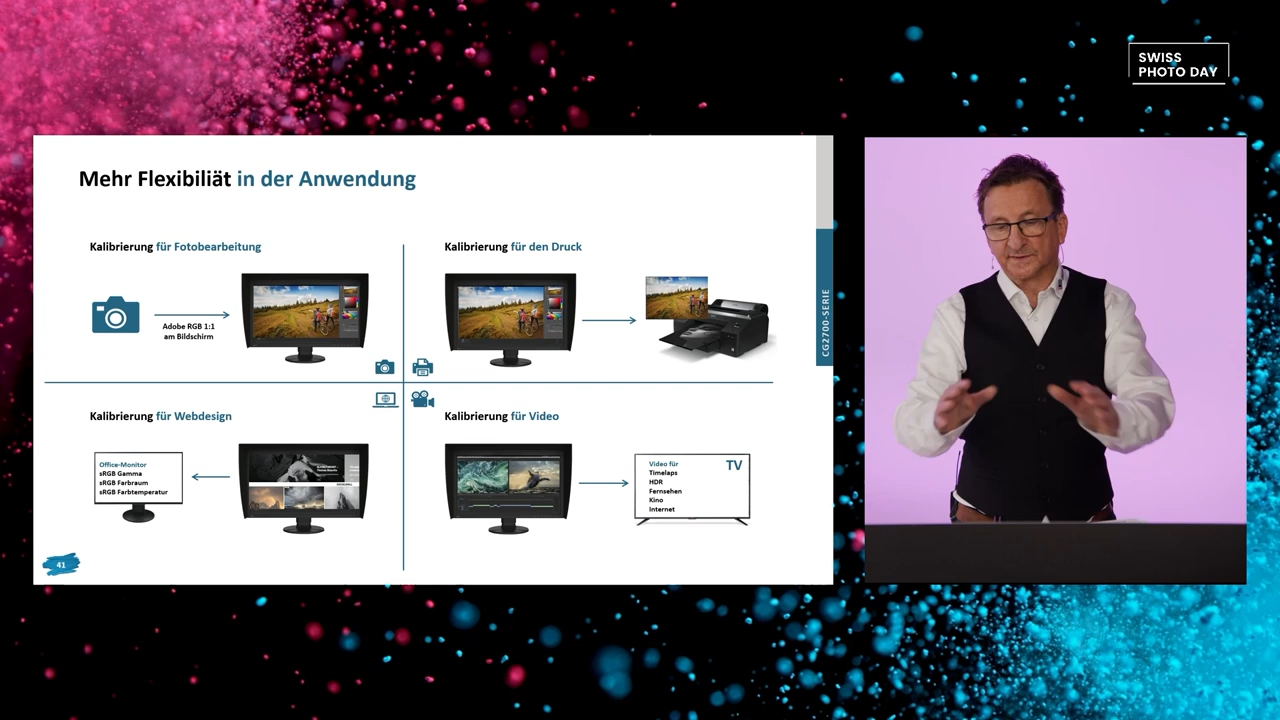 SWISS
PHOTO DAY
Mehr Flexibiliät in der Anwendung
Kalibrierung für Fotobearbeitung
Adobe RGB 1:1
am Bildschirm
Kalibrierung für den Druck
CG2700-SERIE
Kalibrierung für Webdesign
Office-Monitor
sRGB Gamma
sRGB Farbraum
sRGB Farbtemperatur
Kalibrierung für Video
Video für
TV
Timelaps
HDR
Fernsehen
Kino
Internet
41